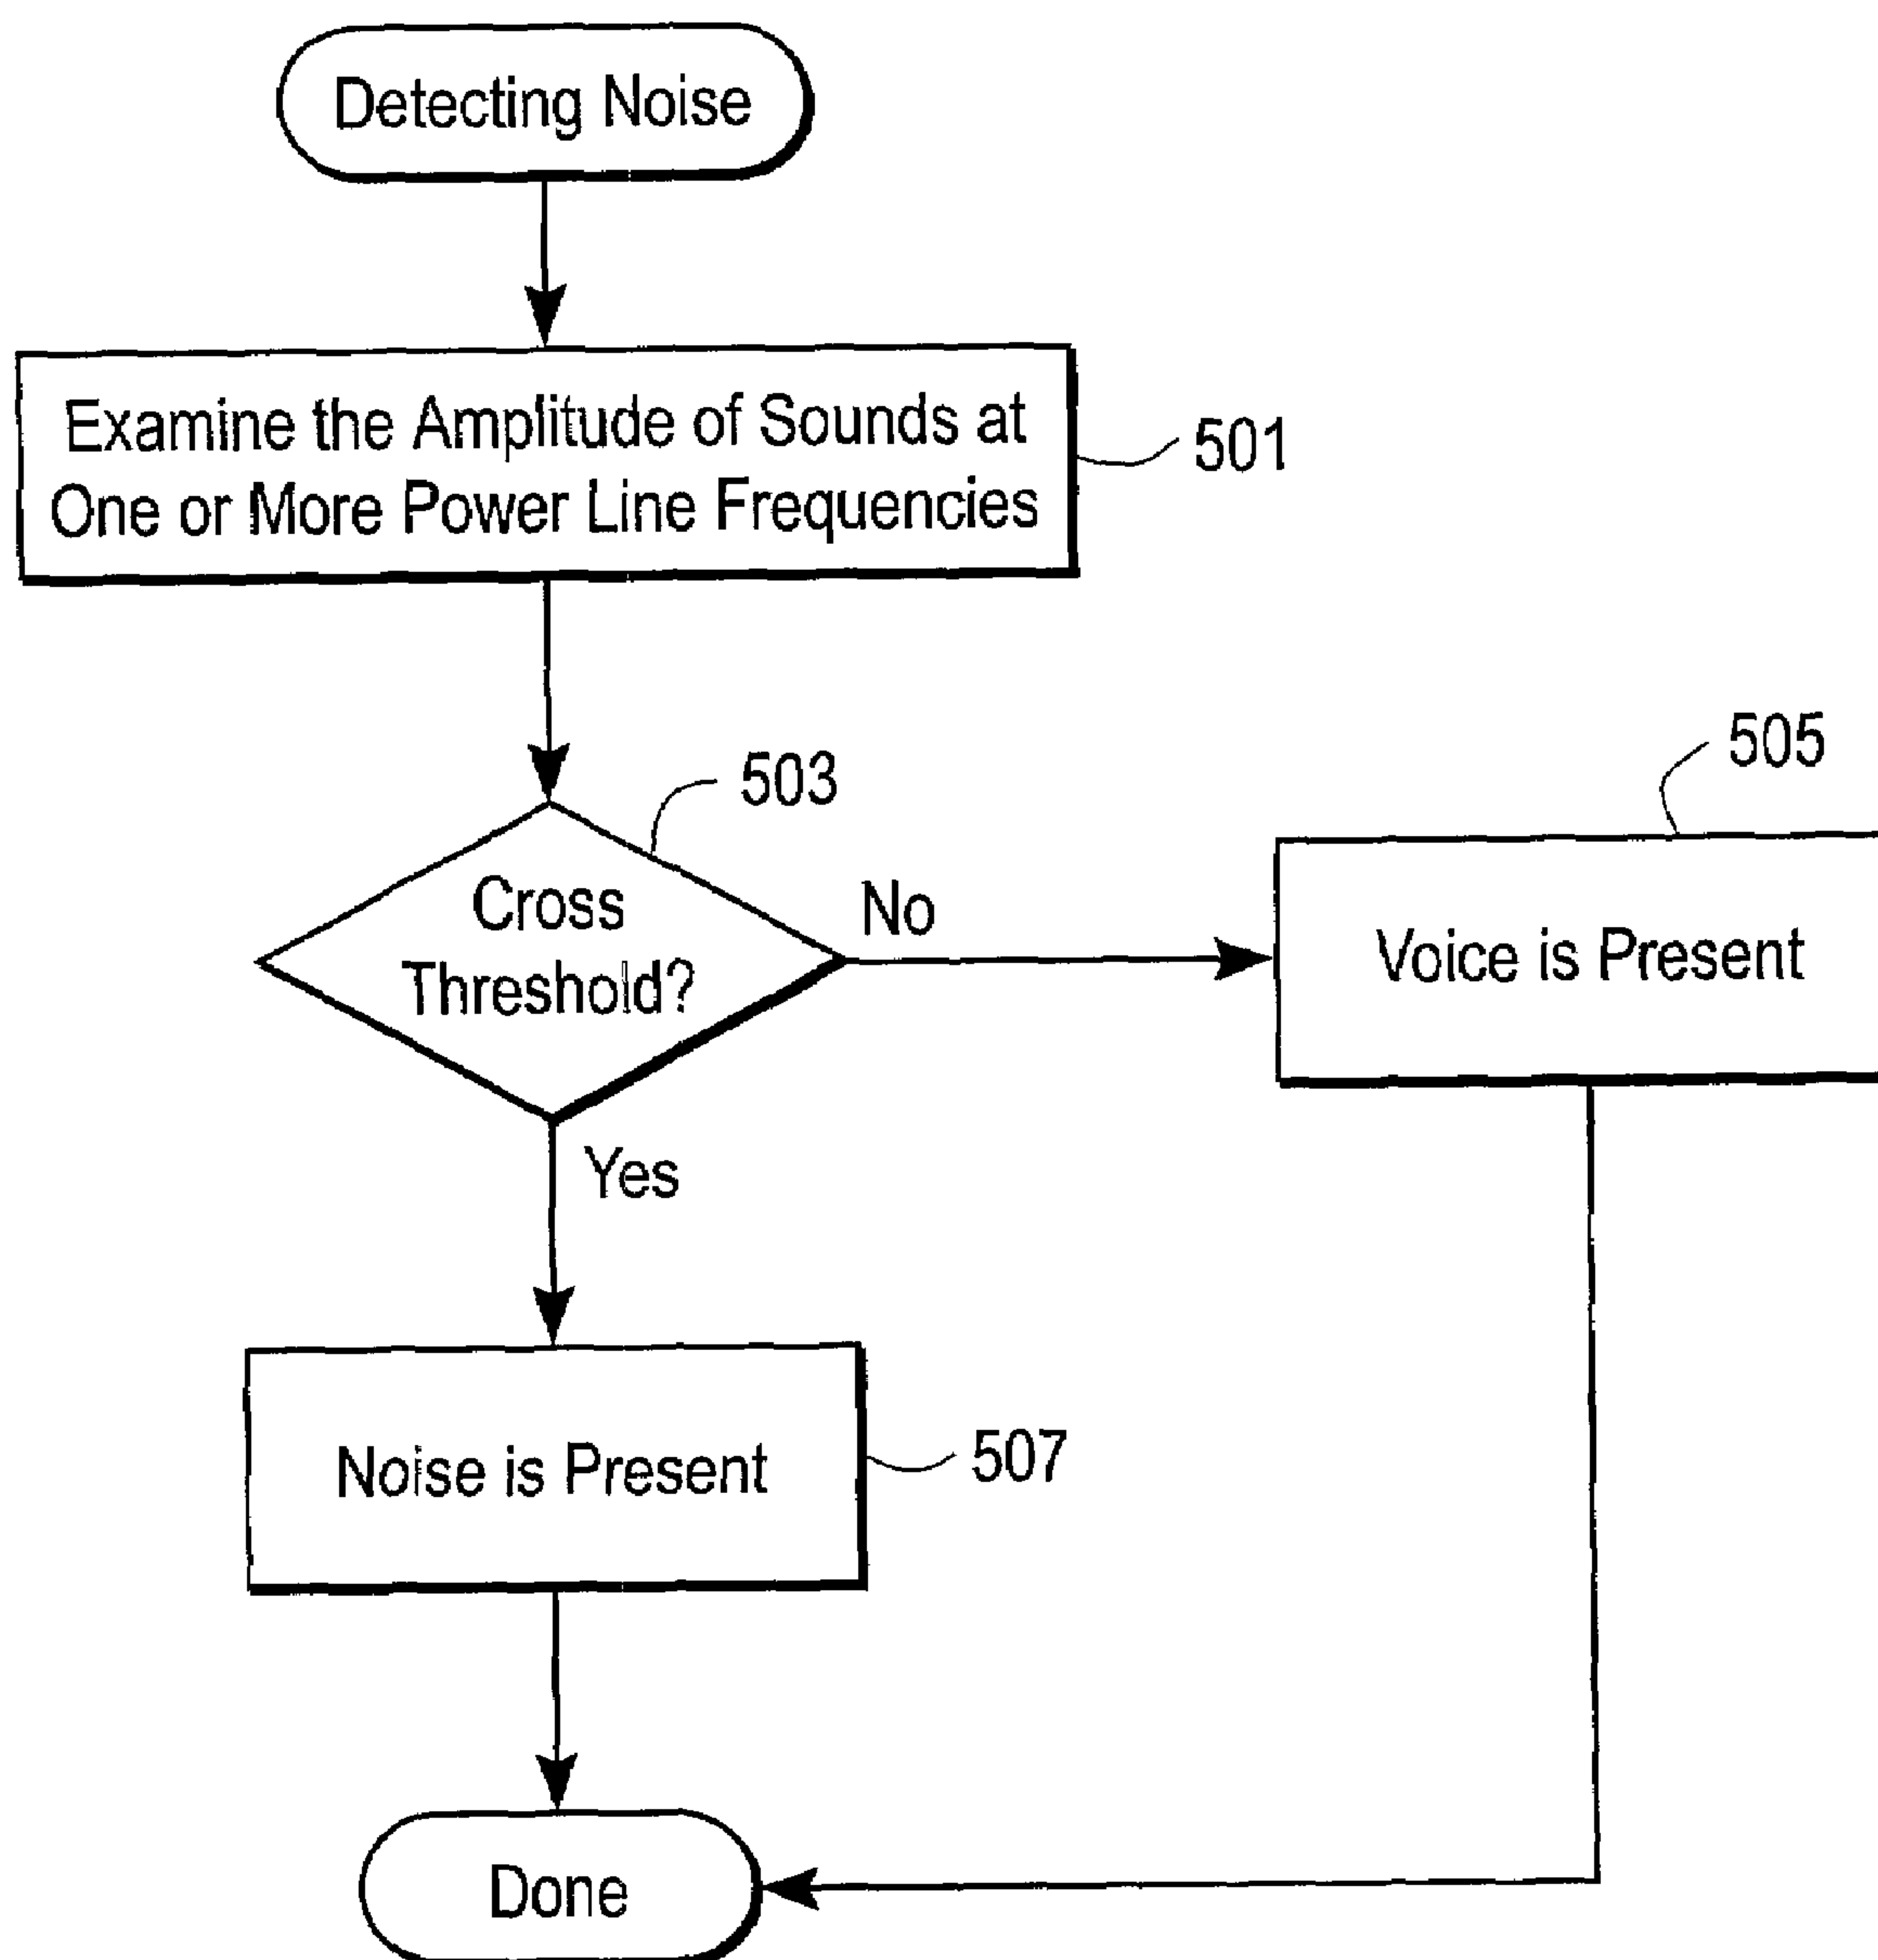 Detecting Noise
Examine the Amplitude of Sounds at
One or More Power Line Frequencies
501
503
505
Cross
Threshold?
No
Voice is Present
Yes
Noise is Present
507
Done